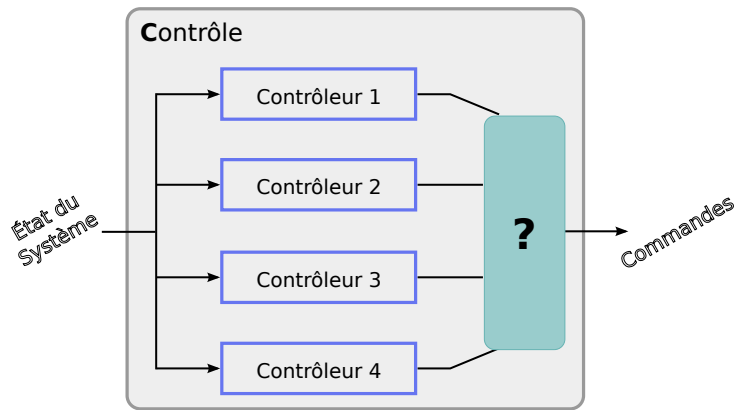 Contrôle
Contrôleur 1
Contrôleur 2
État du
Système
?
Commandes
Contrôleur 3
Contrôleur 4